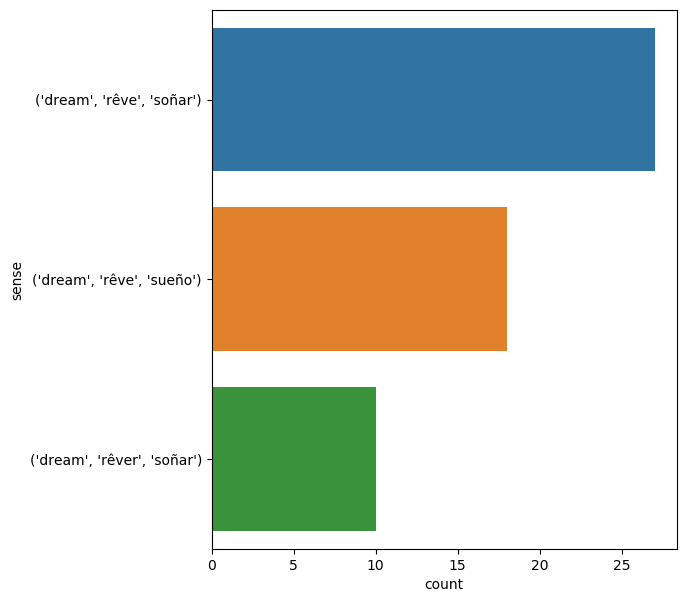 ('dream', 'rêve', 'soñar')
('dream', 'rêve', 'sueño')
('dream', 'rêver', 'soñar')
sense
0 5 10 15 20 25
count